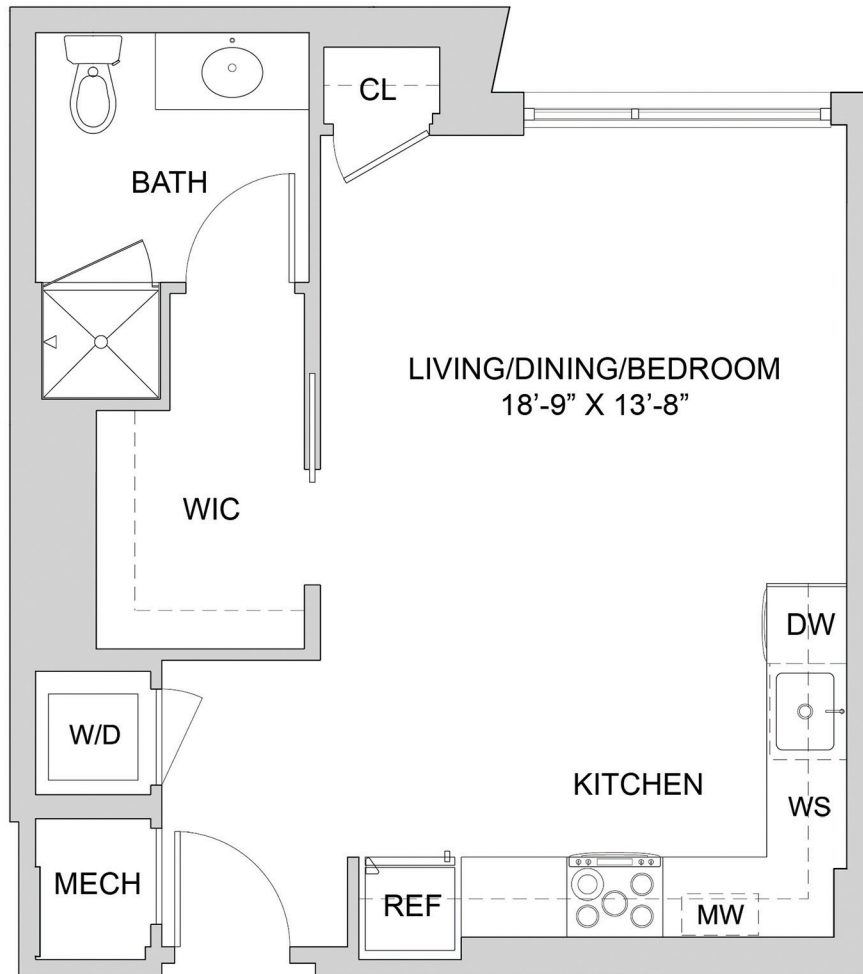 CL
BATH
LIVING/DINING/BEDROOM
18’-9” X 13’-8”
WIC
DW
W/D
KITCHEN
WS
MECH
REF
MW